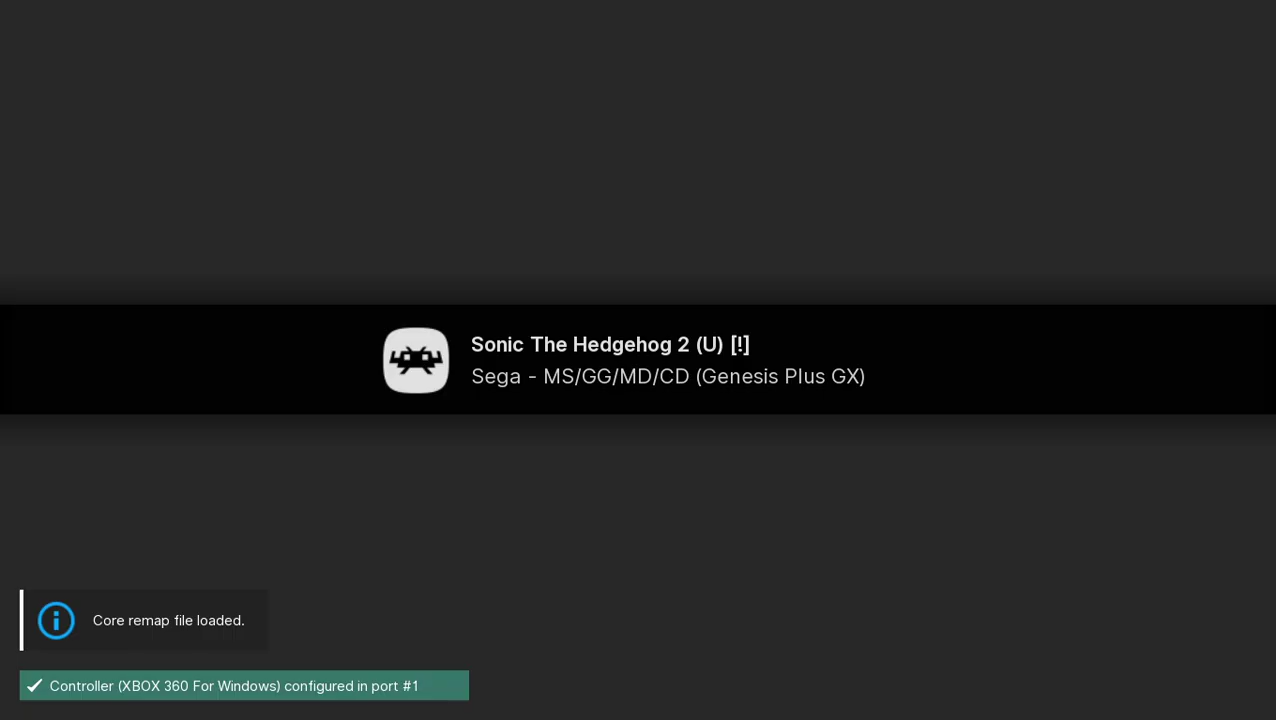 Sonic The Hedgehog 2 (U) [!]
Sega - MS/GG/MD/CD (Genesis Plus GX)
Core remap file loaded.
Controller (XBOX 360 For Windows) configured in port #1